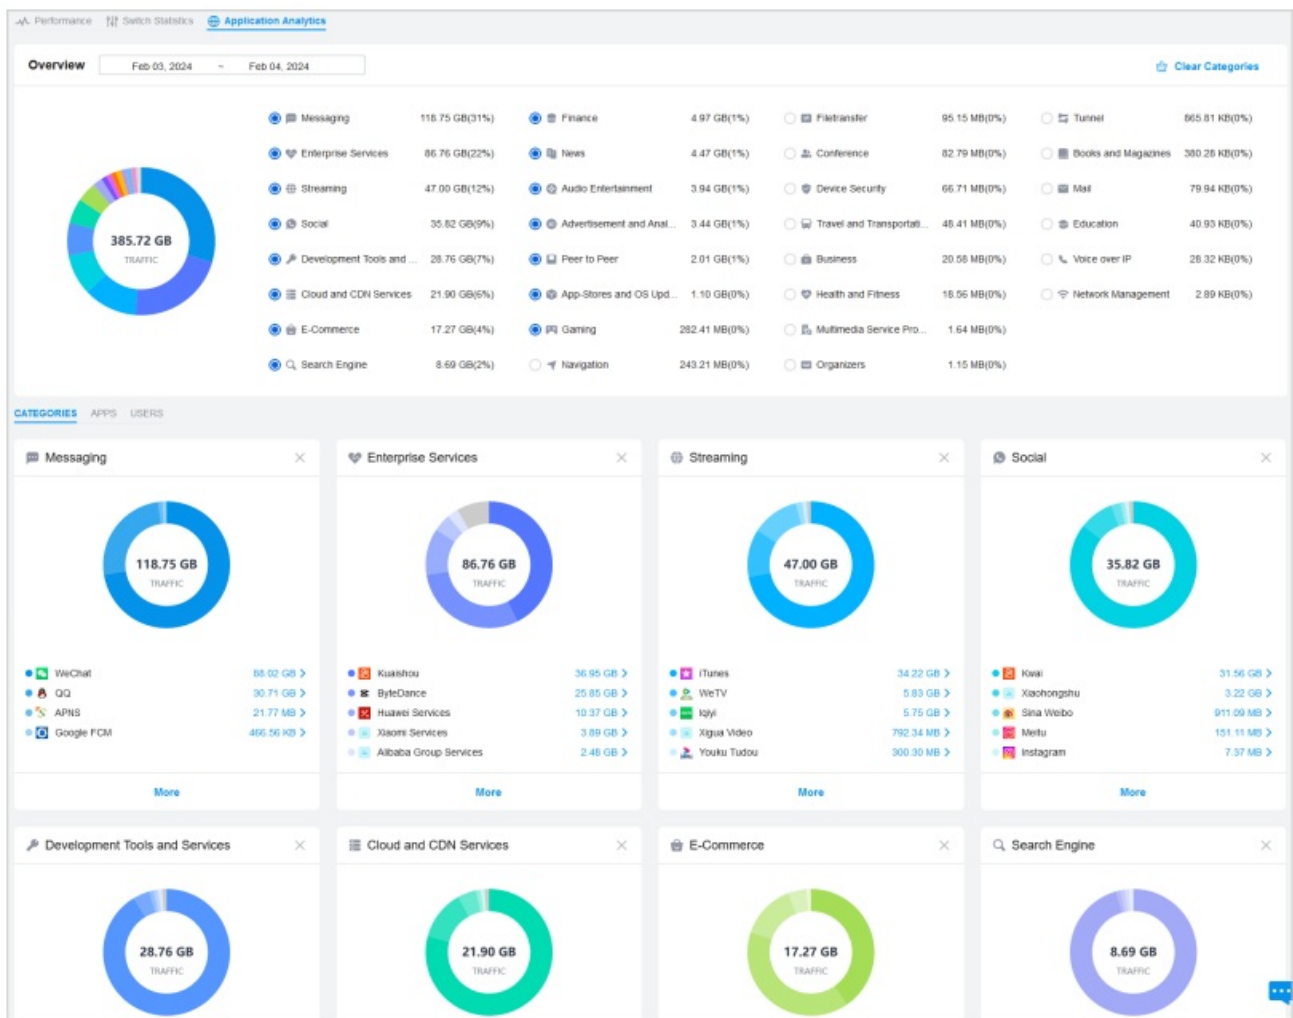 Performance Switch Statistics Application Analytics
Overview Feb 03, 2024 ~ Feb 04, 2024 Clear Categories
Messaging 118.75 GB(31%) Finance 4.97 GB(1%) Filetransfer 95.15 MB(0%) Tunnel 865.81 KB(0%)
Enterprise Services 86.76 GB(22%) News 4.47 GB(1%) Conference 82.79 MB(0%) Books and Magazines 380.28 KB(0%)
Streaming 47.00 GB(12%) Audio Entertainment 3.94 GB(1%) Device Security 66.71 MB(0%) Mail 79.94 KB(0%)
Social 35.82 GB(9%) Advertisement and Anal... 3.44 GB(1%) Travel and Transportati... 48.41 MB(0%) Education 40.93 KB(0%)
385.72 GB
TRAFFIC
Development Tools and ... 28.76 GB(7%) Peer to Peer 2.01 GB(1%) Business 20.58 MB(0%) Voice over IP 28.32 KB(0%)
Cloud and CDN Services 21.90 GB(6%) App-Stores and OS Upd... 1.10 GB(0%) Health and Fitness 18.56 MB(0%) Network Management 2.89 KB(0%)
E-Commerce 17.27 GB(4%) Gaming 282.41 MB(0%) Multimedia Service Pro... 1.64 MB(0%)
Search Engine 8.69 GB(2%) Navigation 243.21 MB(0%) Organizers 1.15 MB(0%)
CATEGORIES APPS USERS
Messaging
118.75 GB
TRAFFIC
WeChat 88.02 GB
QQ 30.71 GB
APNS 21.77 MB
Google FCM 466.56 KB
More
Enterprise Services
86.76 GB
TRAFFIC
Kuaishou 36.95 GB
ByteDance 25.85 GB
Huawei Services 10.37 GB
Xiaomi Services 3.89 GB
Alibaba Group Services 2.48 GB
More
Streaming
47.00 GB
TRAFFIC
iTunes 34.22 GB
WeTV 5.83 GB
Iqiyi 5.75 GB
Xigua Video 792.34 MB
Youku Tudou 300.30 MB
More
Social
35.82 GB
TRAFFIC
Kwai 31.56 GB
Xiaohongshu 3.22 GB
Sina Weibo 911.09 MB
Meitu 151.11 MB
Instagram 7.37 MB
More
Development Tools and Services
28.76 GB
TRAFFIC
Cloud and CDN Services
21.90 GB
TRAFFIC
E-Commerce
17.27 GB
TRAFFIC
Search Engine
8.69 GB
TRAFFIC